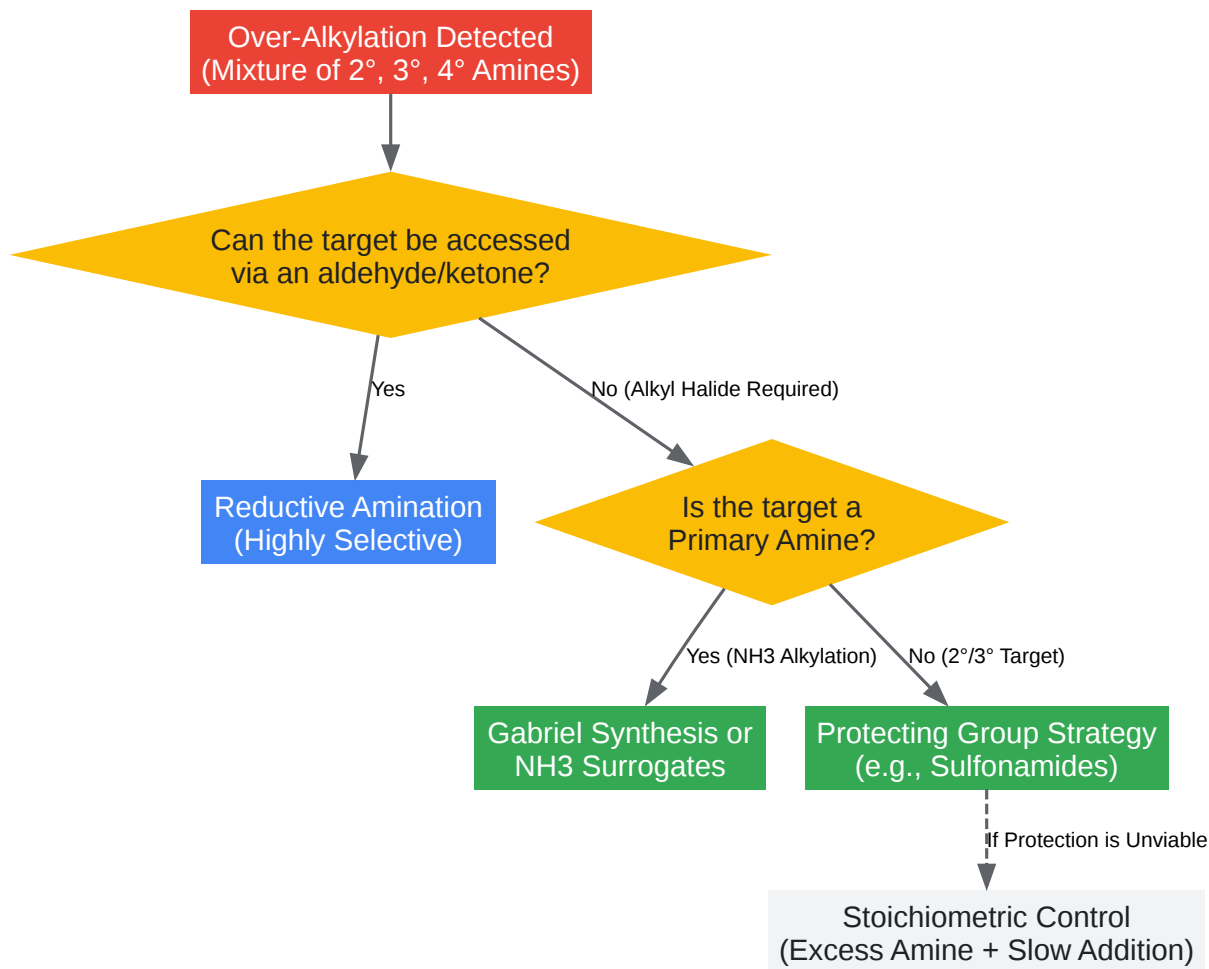 Over-Alkylation Detected
(Mixture of 2°, 3°, 4° Amines)
Can the target be accessed
via an aldehyde/ketone?
Yes
No (Alkyl Halide Required)
Reductive Amination
(Highly Selective)
Is the target a
Primary Amine?
Yes (NH3 Alkylation)
No (2°/3° Target)
Gabriel Synthesis or
NH3 Surrogates
Protecting Group Strategy
(e.g., Sulfonamides)
If Protection is Unviable
Stoichiometric Control
(Excess Amine + Slow Addition)